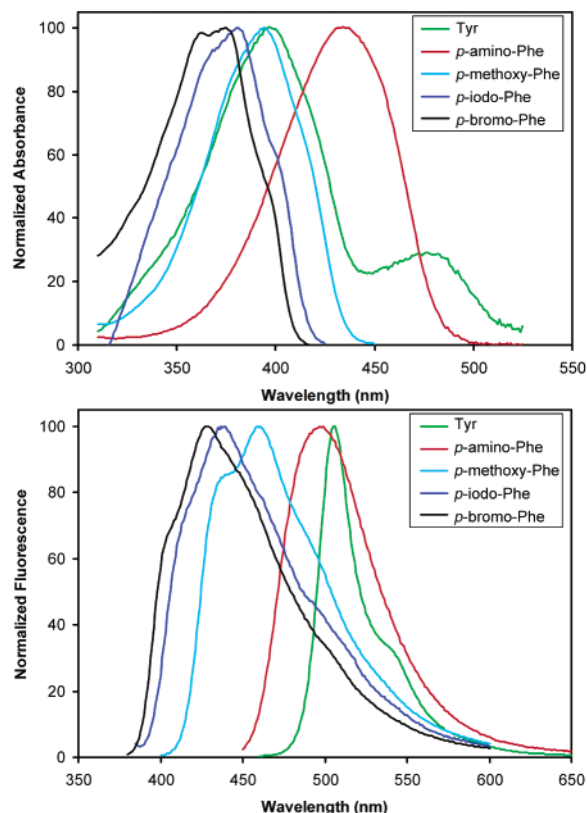 Normalized Absorbance
100
80
60
40
20
0
300
350
400
450
500
550
Wavelength (nm)
Tyr
p-amino-Phe
p-methoxy-Phe
p-iodo-Phe
p-bromo-Phe
Normalized Fluorescence
100
80
60
40
20
0
350
400
450
500
550
600
650
Wavelength (nm)
Tyr
p-amino-Phe
p-methoxy-Phe
p-iodo-Phe
p-bromo-Phe